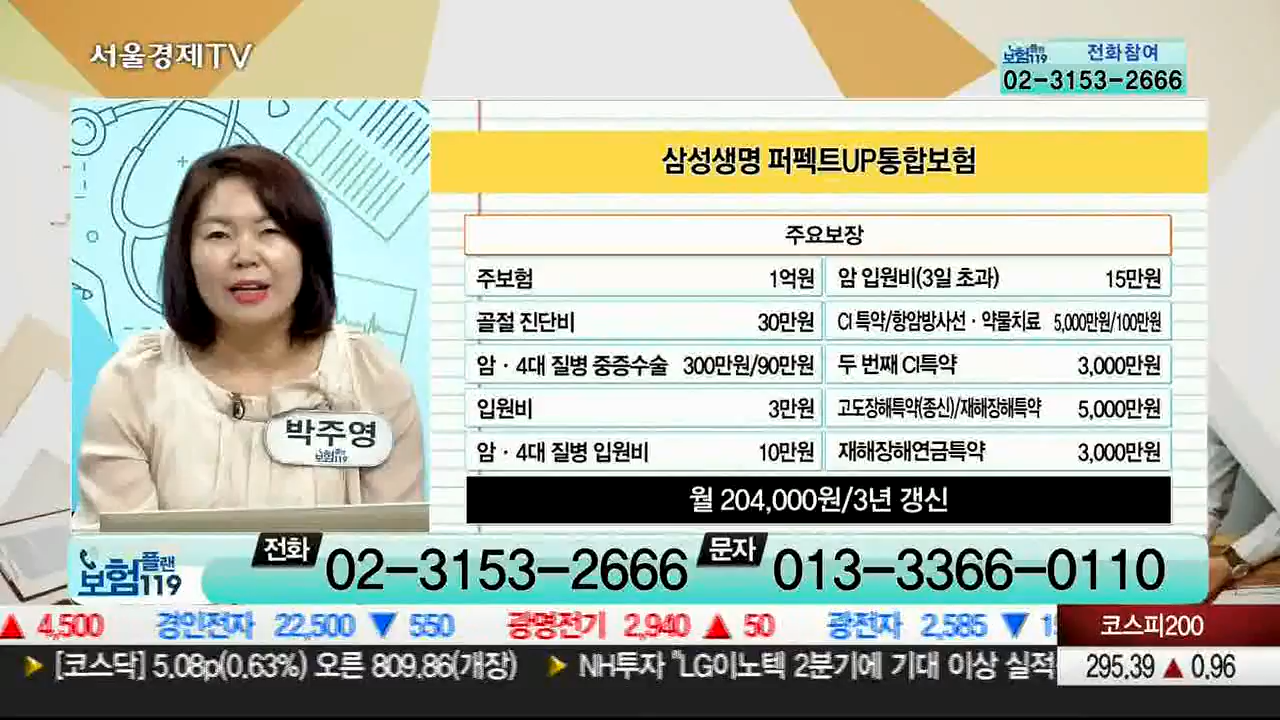 서울경제TV
보험플랜119 전화참여
02-3153-2666
삼성생명 퍼펙트UP통합보험
주요보장
주보험 1억원 암 입원비(3일 초과) 15만원
골절 진단비 30만원 CI 특약/항암방사선·약물치료 5,000만원/100만원
암·4대 질병 중증수술 300만원/90만원 두 번째 CI특약 3,000만원
입원비 3만원 고도장해특약(종신)/재해장해특약 5,000만원
암·4대 질병 입원비 10만원 재해장해연금특약 3,000만원
월 204,000원/3년 갱신
박주영
보험플랜119
보험플랜119 전화 02-3153-2666 문자 013-3366-0110
▲ 4,500 경인전자 22,500 ▼ 550 광명전기 2,940 ▲ 50 광전자 2,585 ▼ 코스피200
[코스닥] 5.08p(0.63%) 오른 809.86(개장) NH투자 "LG이노텍 2분기에 기대 이상 실적 295.39 ▲ 0.96